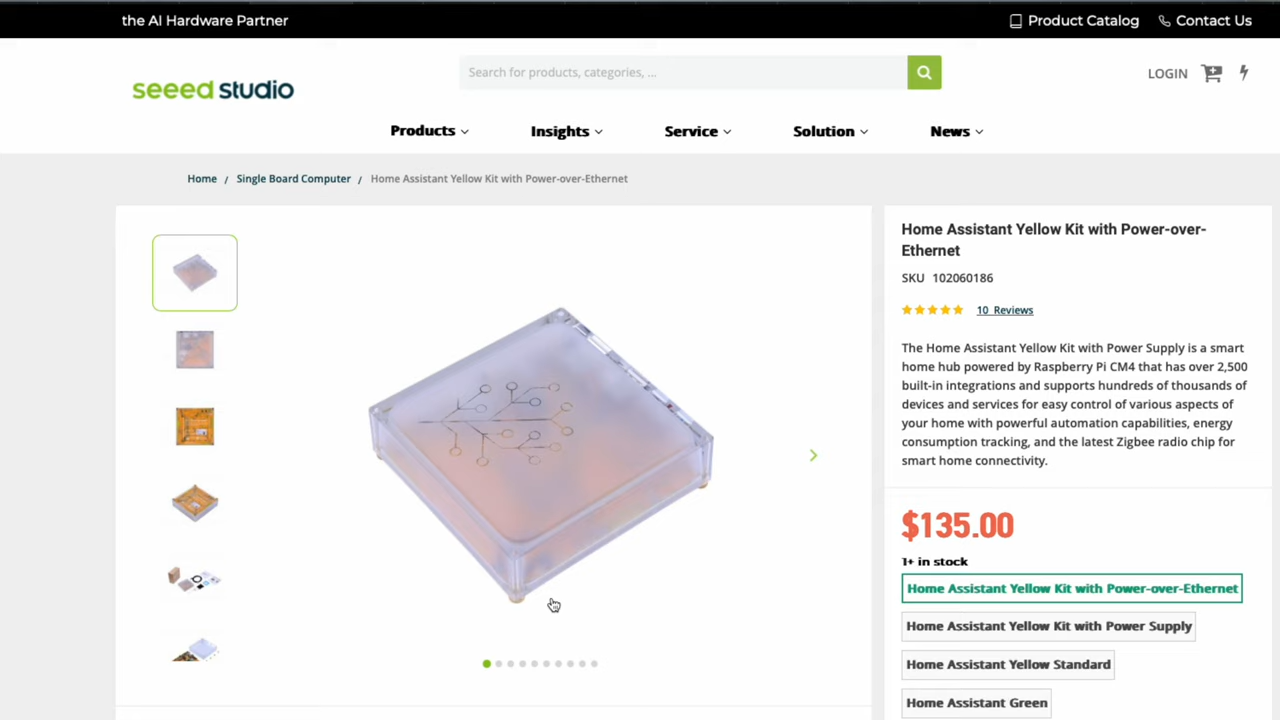 the AI Hardware Partner
Product Catalog
Contact Us
seeed studio
Search for products, categories, ...
LOGIN
Products
Insights
Service
Solution
News
Home / Single Board Computer / Home Assistant Yellow Kit with Power-over-Ethernet
Home Assistant Yellow Kit with Power-over-
Ethernet
SKU 102060186
10 Reviews
The Home Assistant Yellow Kit with Power Supply is a smart
home hub powered by Raspberry Pi CM4 that has over 2,500
built-in integrations and supports hundreds of thousands of
devices and services for easy control of various aspects of
your home with powerful automation capabilities, energy
consumption tracking, and the latest Zigbee radio chip for
smart home connectivity.
$135.00
1+ in stock
Home Assistant Yellow Kit with Power-over-Ethernet
Home Assistant Yellow Kit with Power Supply
Home Assistant Yellow Standard
Home Assistant Green